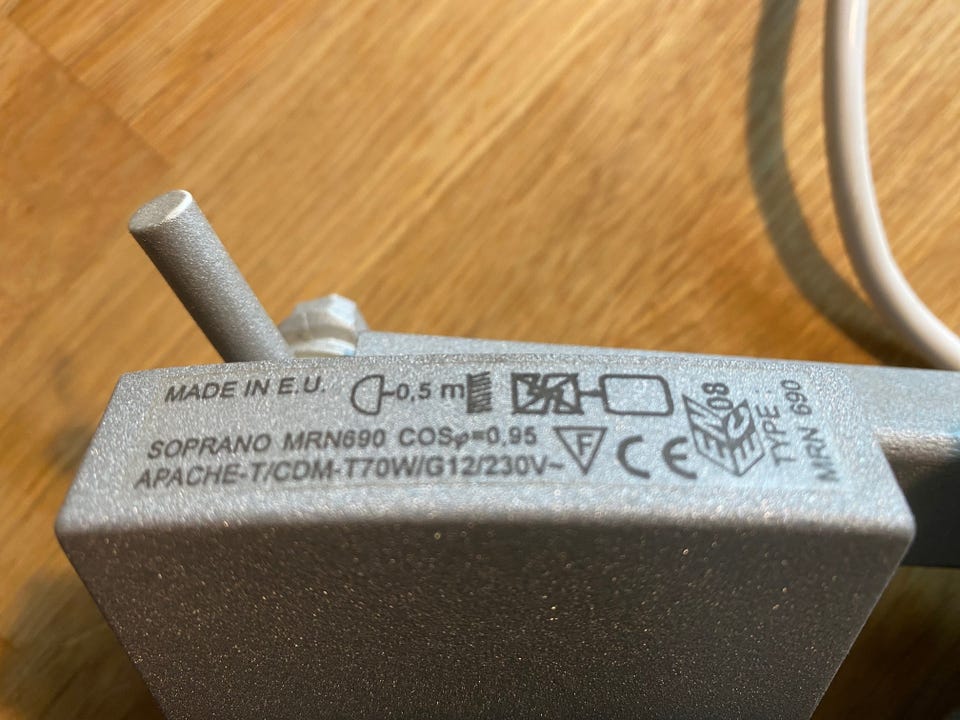 MADE IN E.U. 0,5 m
SOPRANO MRN690 COSφ=0.95
APACHE-T/CDM-T70W/G12/230V~
F
CE
ENEC 08
TYPE :
MRN 690